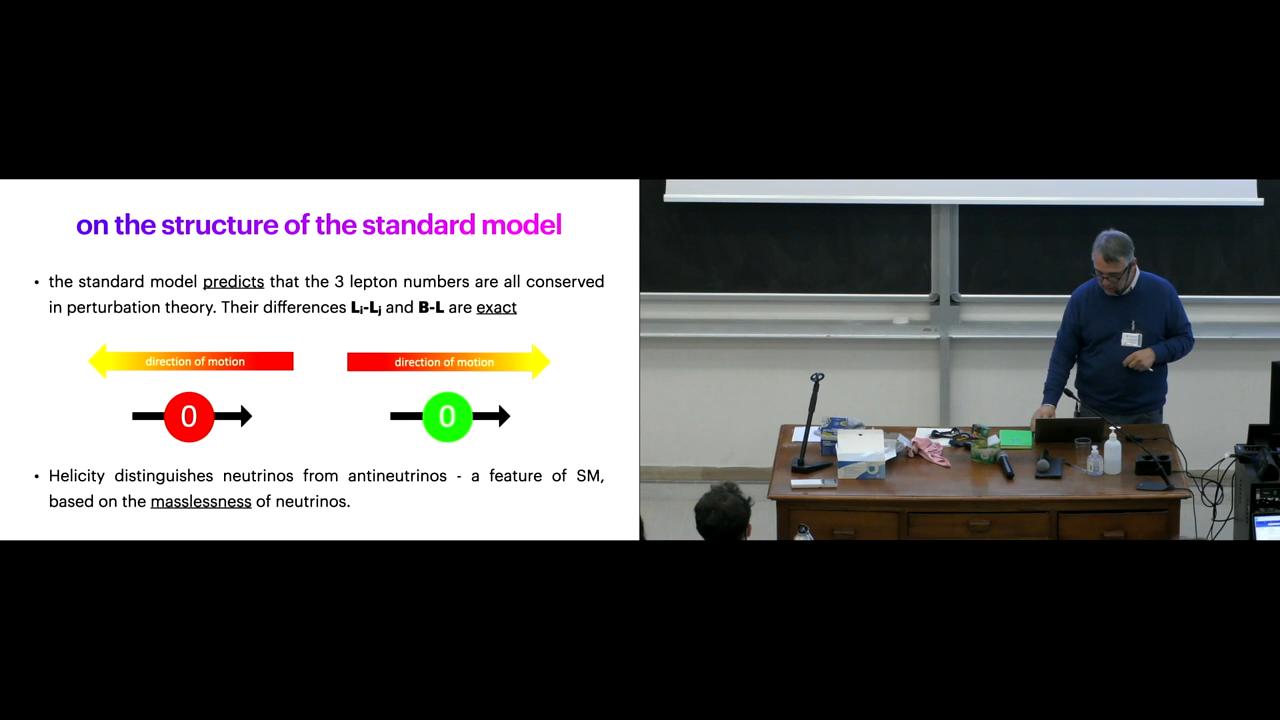 on the structure of the standard model
• the standard model predicts that the 3 lepton numbers are all conserved
in perturbation theory. Their differences Li-Lj and B-L are exact
direction of motion
direction of motion
0
0
• Helicity distinguishes neutrinos from antineutrinos - a feature of SM,
based on the masslessness of neutrinos.